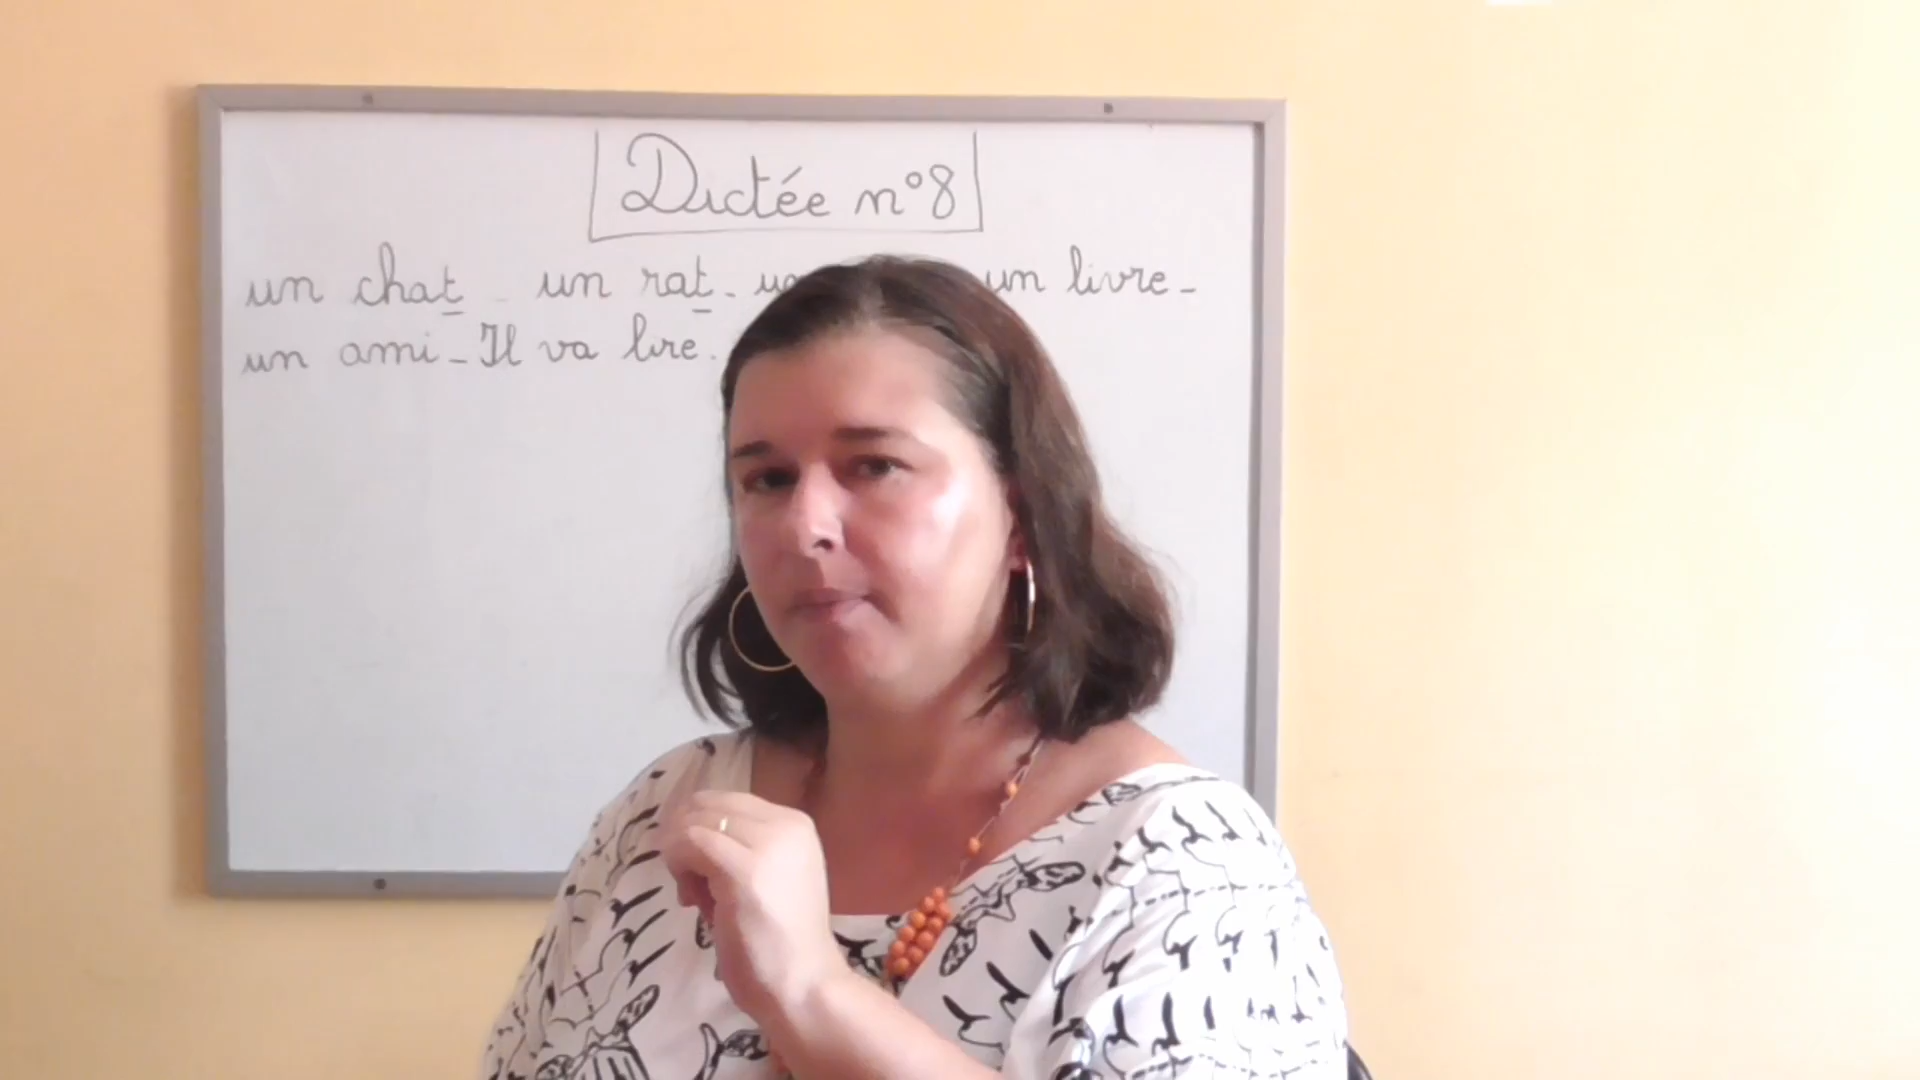 Dictée n°8
un chat - un rat - un livre -
un ami - Il va lire.